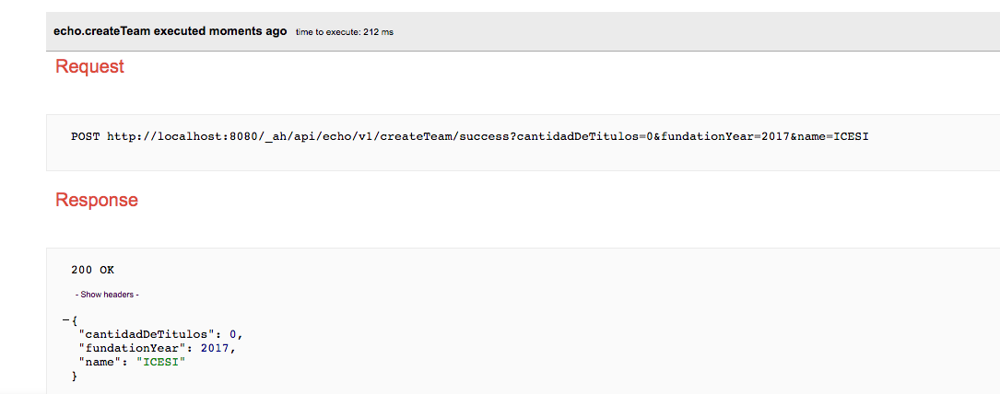 echo.createTeam executed moments ago time to execute: 212 ms
Request
POST http://localhost:8080/_ah/api/echo/v1/createTeam/success?cantidadDeTitulos=0&fundationYear=2017&name=ICESI
Response
200 OK
- Show headers -
{
"cantidadDeTitulos": 0,
"fundationYear": 2017,
"name": "ICESI"
}